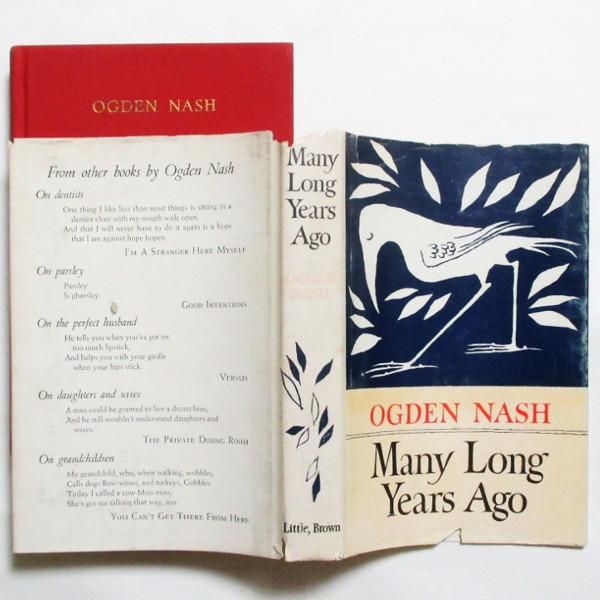 OGDEN NASH
From other books by Ogden Nash
On dentists
One thing I like less than most things is sitting in a
dentist chair with my mouth wide open,
And that I will never have to do it again is a hope
that I am against hope hopen.
I'M A STRANGER HERE MYSELF
On parsley
Parsley
Is gharsley.
GOOD INTENTIONS
On the perfect husband
He tells you when you've got on
too much lipstick,
And helps you with your girdle
when your hips stick.
VERSUS
On daughters and wives
A man could be granted to live a dozen lives,
And he still wouldn't understand daughters and
wives.
THE PRIVATE DINING ROOM
On grandchildren
My grandchild, who, when walking, wobbles,
Calls dogs Bow-wows, and turkeys, Gobbles.
Today I called a cow Moo-moo;
She's got me talking that way, too.
YOU CAN'T GET THERE FROM HERE
Many
Long
Years
Ago
OGDEN
NASH
Little, Brown
OGDEN NASH
Many Long
Years Ago